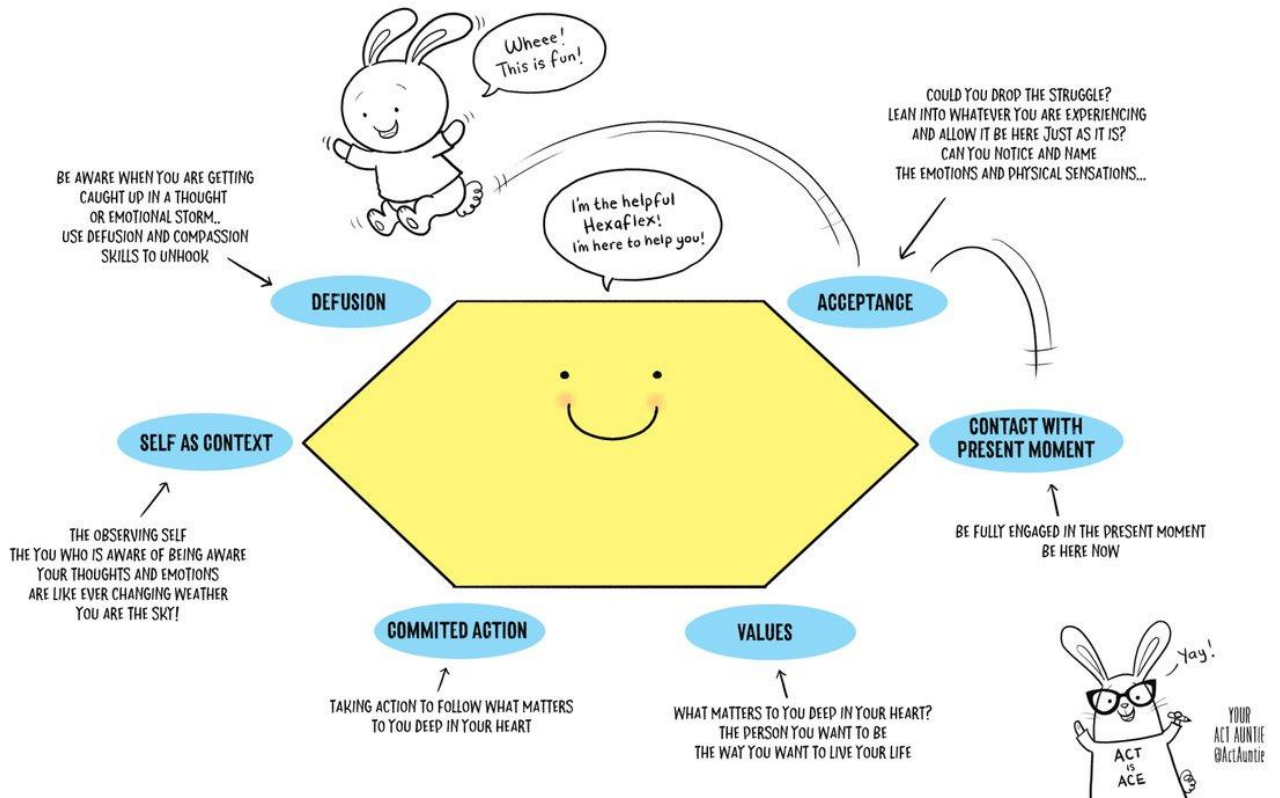 Wheee!
This is fun!
I'm the helpful
Hexaflex!
I'm here to help you!
COULD YOU DROP THE STRUGGLE?
LEAN INTO WHATEVER YOU ARE EXPERIENCING
AND ALLOW IT BE HERE JUST AS IT IS?
CAN YOU NOTICE AND NAME
THE EMOTIONS AND PHYSICAL SENSATIONS...
BE AWARE WHEN YOU ARE GETTING
CAUGHT UP IN A THOUGHT
OR EMOTIONAL STORM..
USE DEFUSION AND COMPASSION
SKILLS TO UNHOOK
DEFUSION
ACCEPTANCE
SELF AS CONTEXT
CONTACT WITH
PRESENT MOMENT
THE OBSERVING SELF
THE YOU WHO IS AWARE OF BEING AWARE
YOUR THOUGHTS AND EMOTIONS
ARE LIKE EVER CHANGING WEATHER
YOU ARE THE SKY!
BE FULLY ENGAGED IN THE PRESENT MOMENT
BE HERE NOW
COMMITED ACTION
VALUES
TAKING ACTION TO FOLLOW WHAT MATTERS
TO YOU DEEP IN YOUR HEART
WHAT MATTERS TO YOU DEEP IN YOUR HEART?
THE PERSON YOU WANT TO BE
THE WAY YOU WANT TO LIVE YOUR LIFE
Yay!
ACT
IS
ACE
YOUR
ACT AUNTIE
@ActAuntie